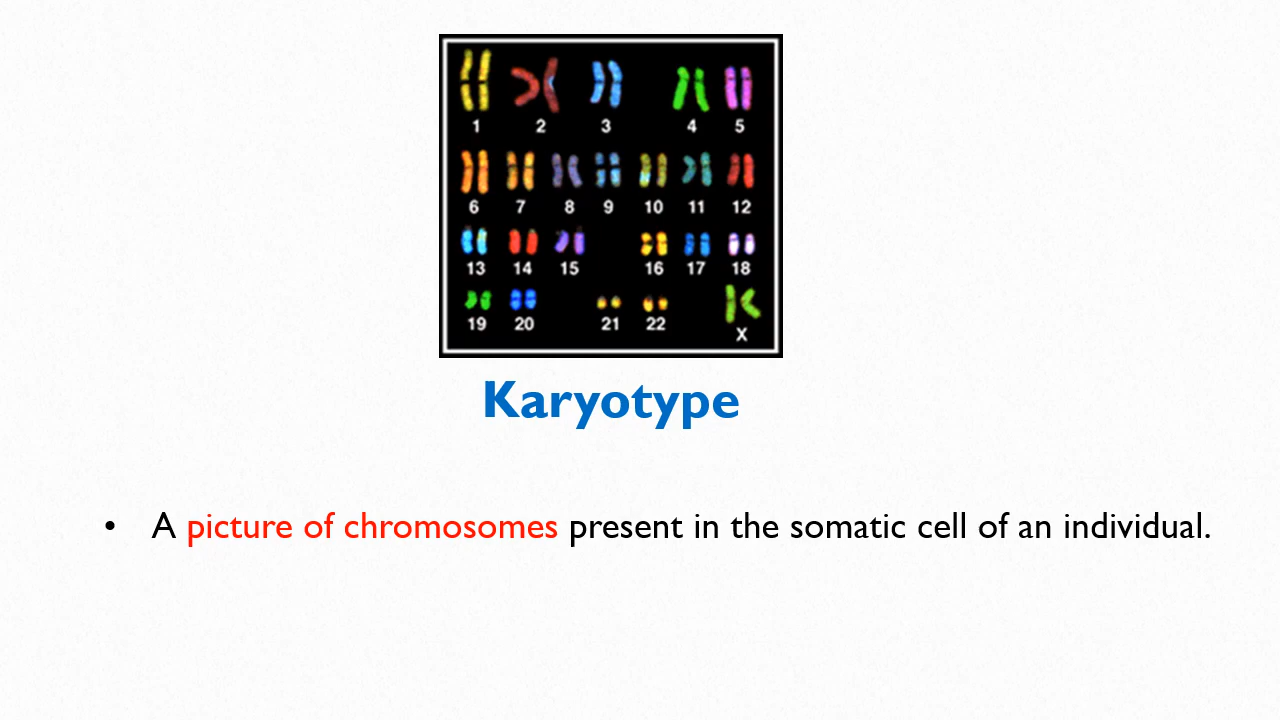 1 2 3 4 5
6 7 8 9 10 11 12
13 14 15 16 17 18
19 20 21 22 X
Karyotype
• A picture of chromosomes present in the somatic cell of an individual.